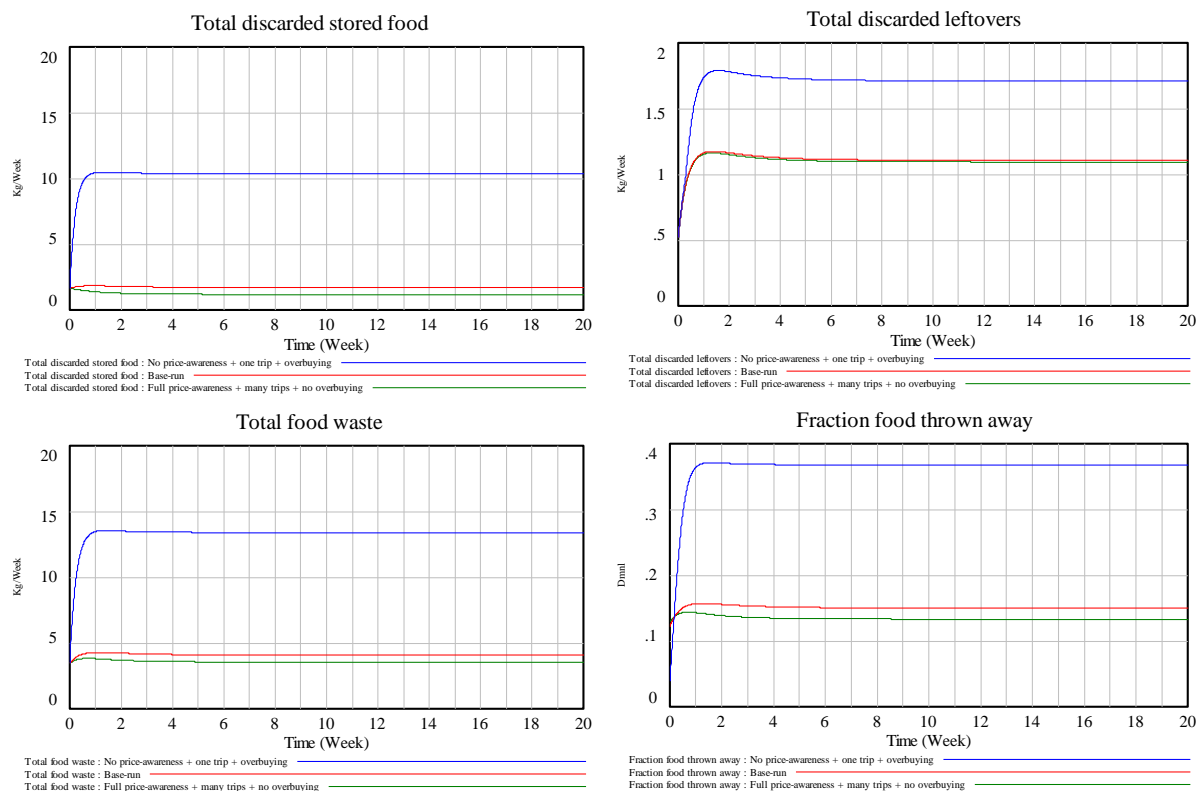 Total discarded stored food
20
15
10
5
0
Kg/Week
0 2 4 6 8 10 12 14 16 18 20
Time (Week)
Total discarded stored food : No price-awareness + one trip + overbuying
Total discarded stored food : Base-run
Total discarded stored food : Full price-awareness + many trips + no overbuying
Total discarded leftovers
2
1.5
1
.5
0
Kg/Week
0 2 4 6 8 10 12 14 16 18 20
Time (Week)
Total discarded leftovers : No price-awareness + one trip + overbuying
Total discarded leftovers : Base-run
Total discarded leftovers : Full price-awareness + many trips + no overbuying
Total food waste
20
15
10
5
0
Kg/Week
0 2 4 6 8 10 12 14 16 18 20
Time (Week)
Total food waste : No price-awareness + one trip + overbuying
Total food waste : Base-run
Total food waste : Full price-awareness + many trips + no overbuying
Fraction food thrown away
.4
.3
.2
.1
0
Dmnl
0 2 4 6 8 10 12 14 16 18 20
Time (Week)
Fraction food thrown away : No price-awareness + one trip + overbuying
Fraction food thrown away : Base-run
Fraction food thrown away : Full price-awareness + many trips + no overbuying